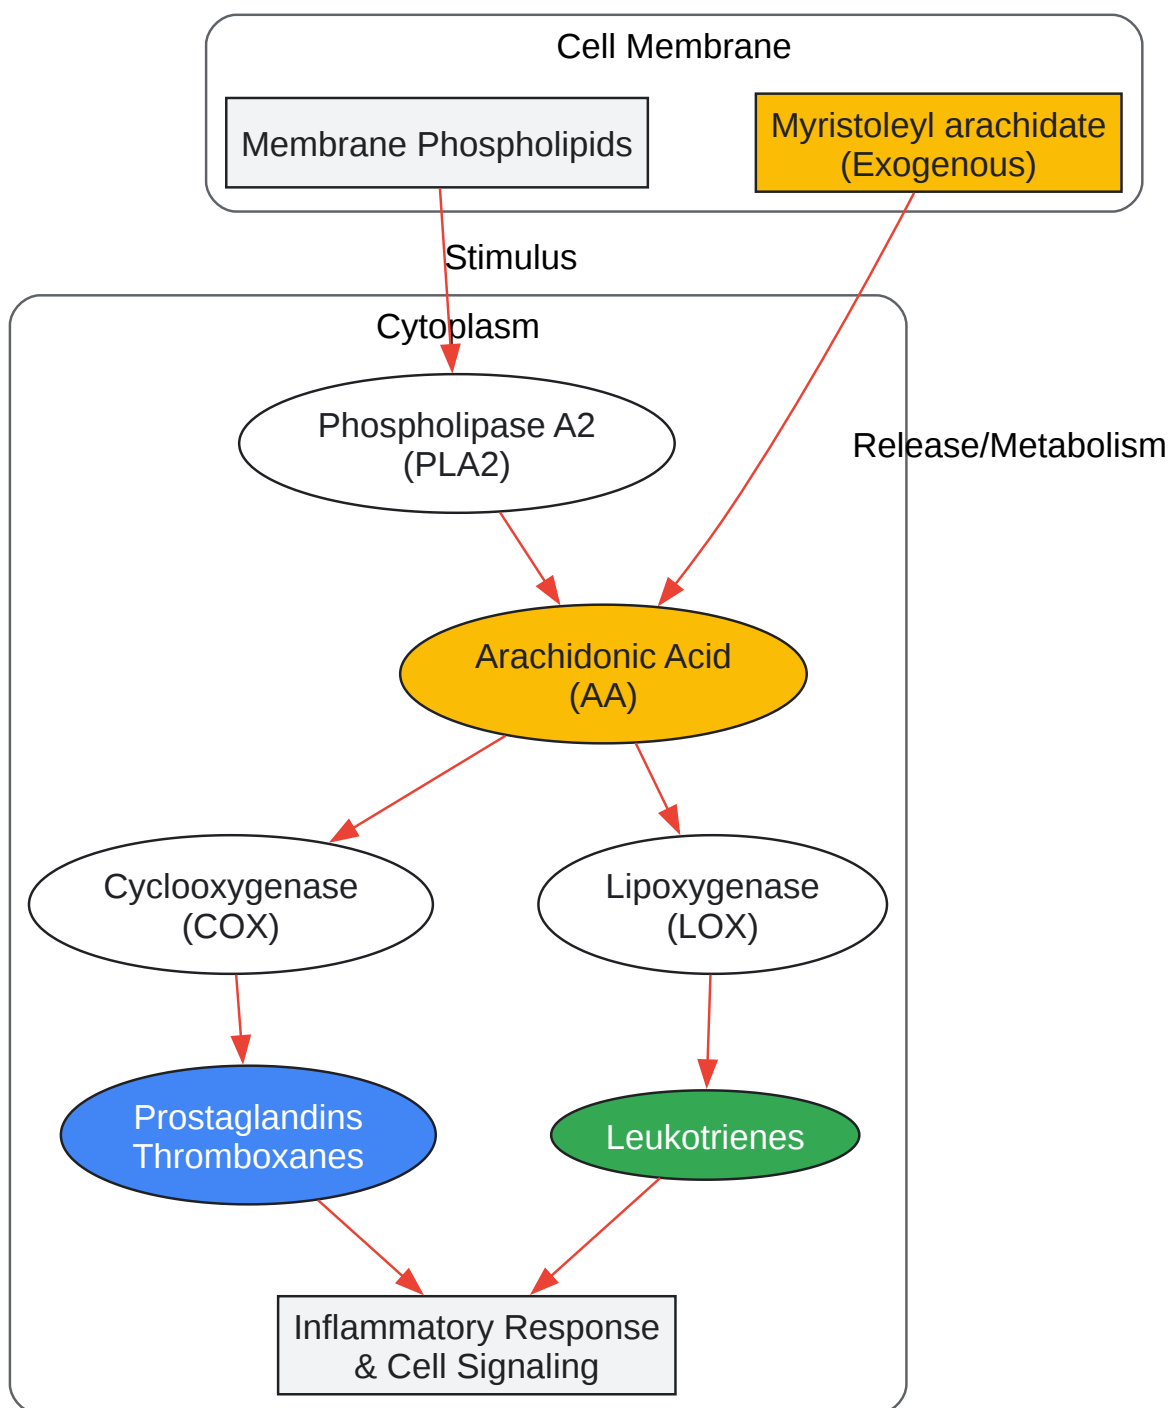 Cell Membrane
Membrane Phospholipids
Myristoleyl arachidate
(Exogenous)
Stimulus
Cytoplasm
Phospholipase A2
(PLA2)
Release/Metabolism
Arachidonic Acid
(AA)
Cyclooxygenase
(COX)
Lipoxygenase
(LOX)
Prostaglandins
Thromboxanes
Leukotrienes
Inflammatory Response
& Cell Signaling